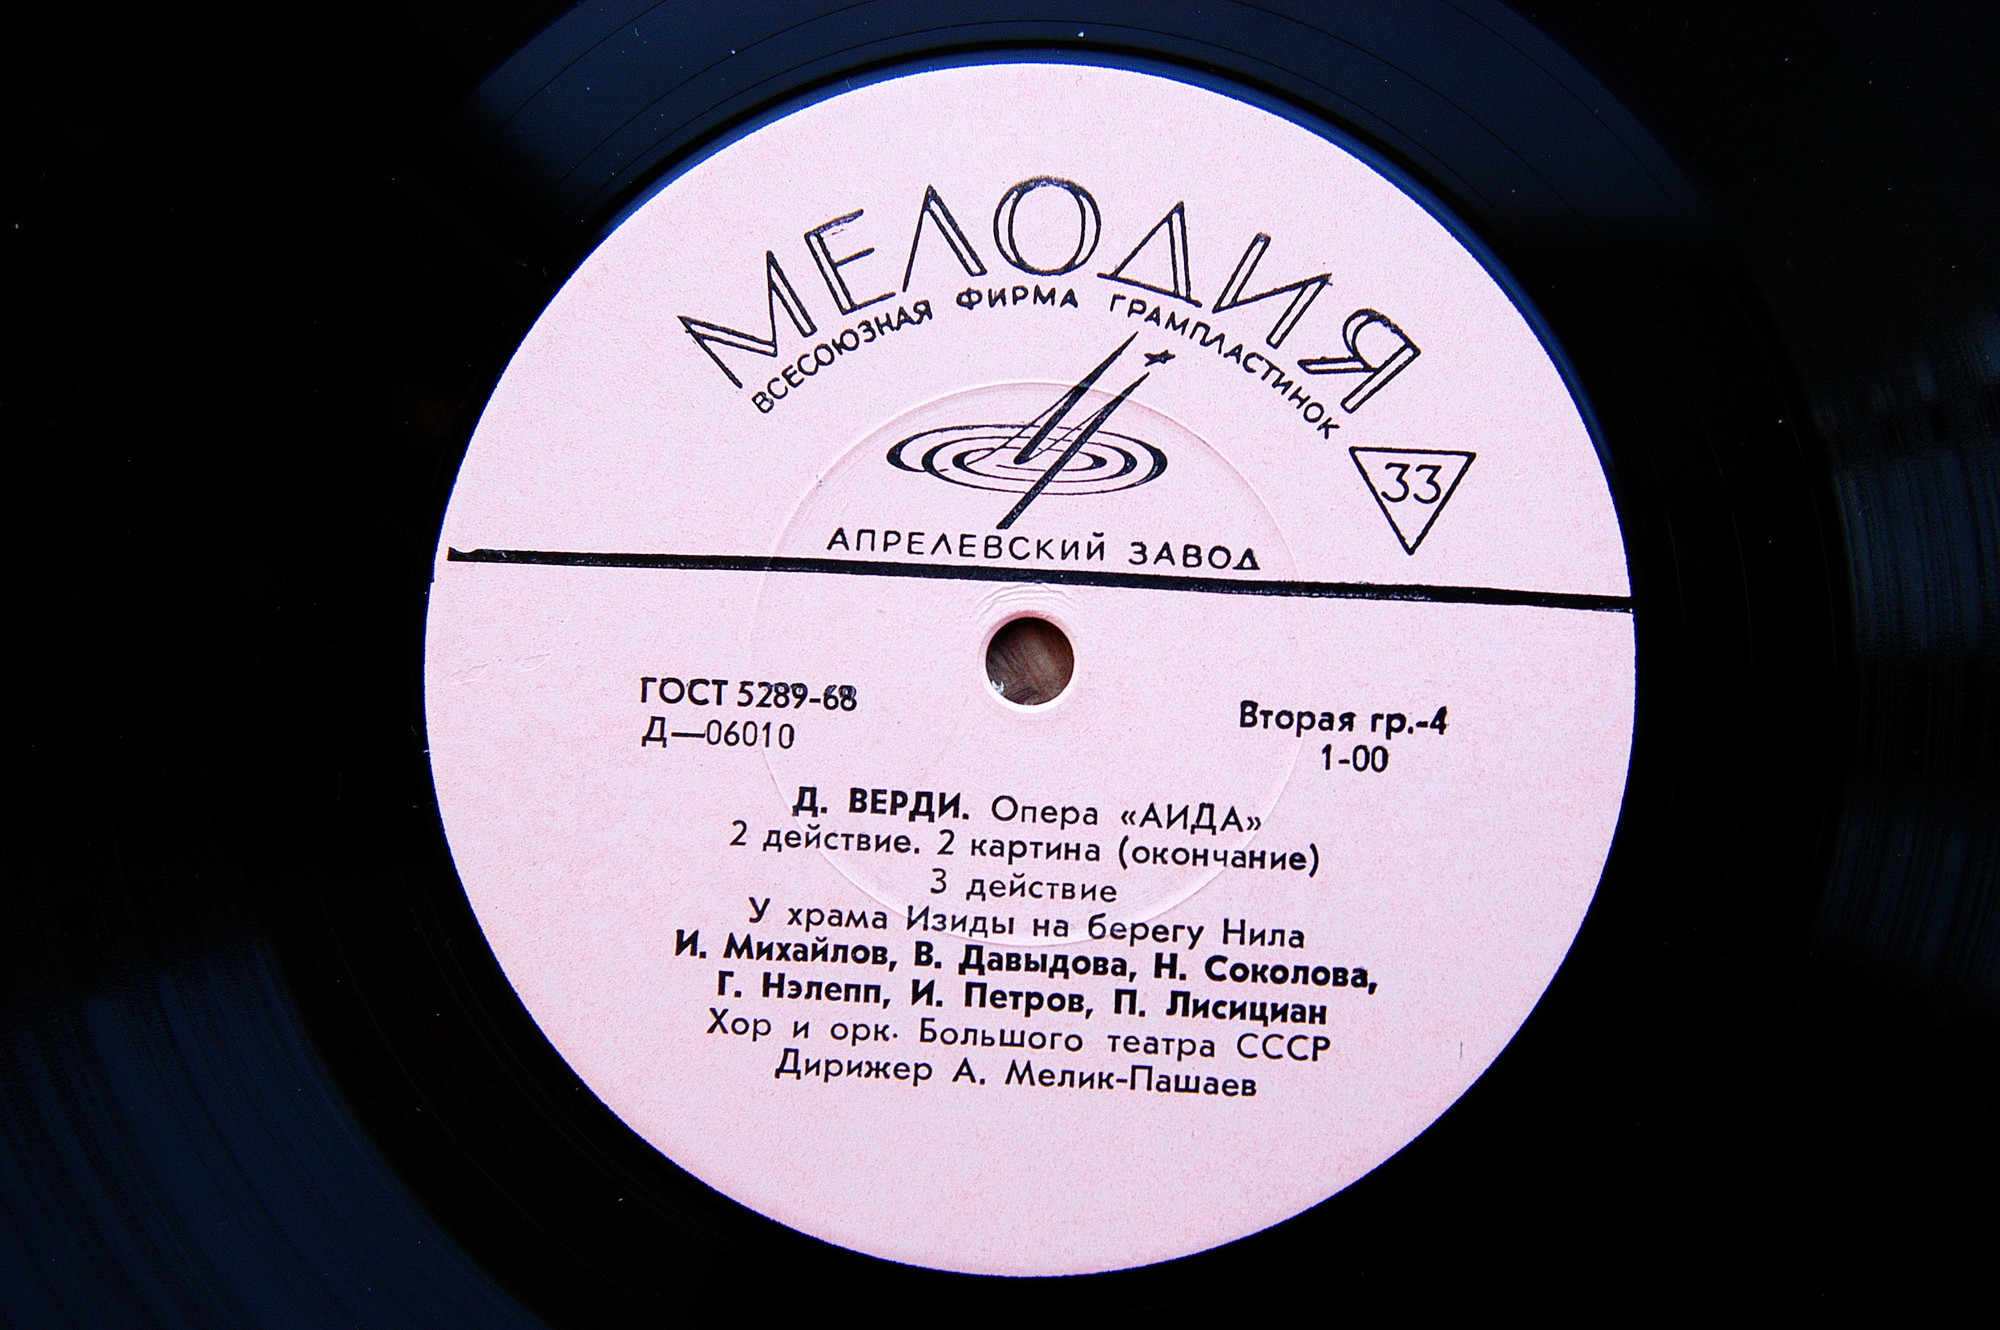 МЕЛОДИЯ
ВСЕСОЮЗНАЯ ФИРМА ГРАМПЛАСТИНОК
33
АПРЕЛЕВСКИЙ ЗАВОД
ГОСТ 5289-68
Д—06010
Вторая гр.-4
1-00
Д. ВЕРДИ. Опера «АИДА»
2 действие. 2 картина (окончание)
3 действие
У храма Изиды на берегу Нила
И. Михайлов, В. Давыдова, Н. Соколова,
Г. Нэлепп, И. Петров, П. Лисициан
Хор и орк. Большого театра СССР
Дирижер А. Мелик-Пашаев